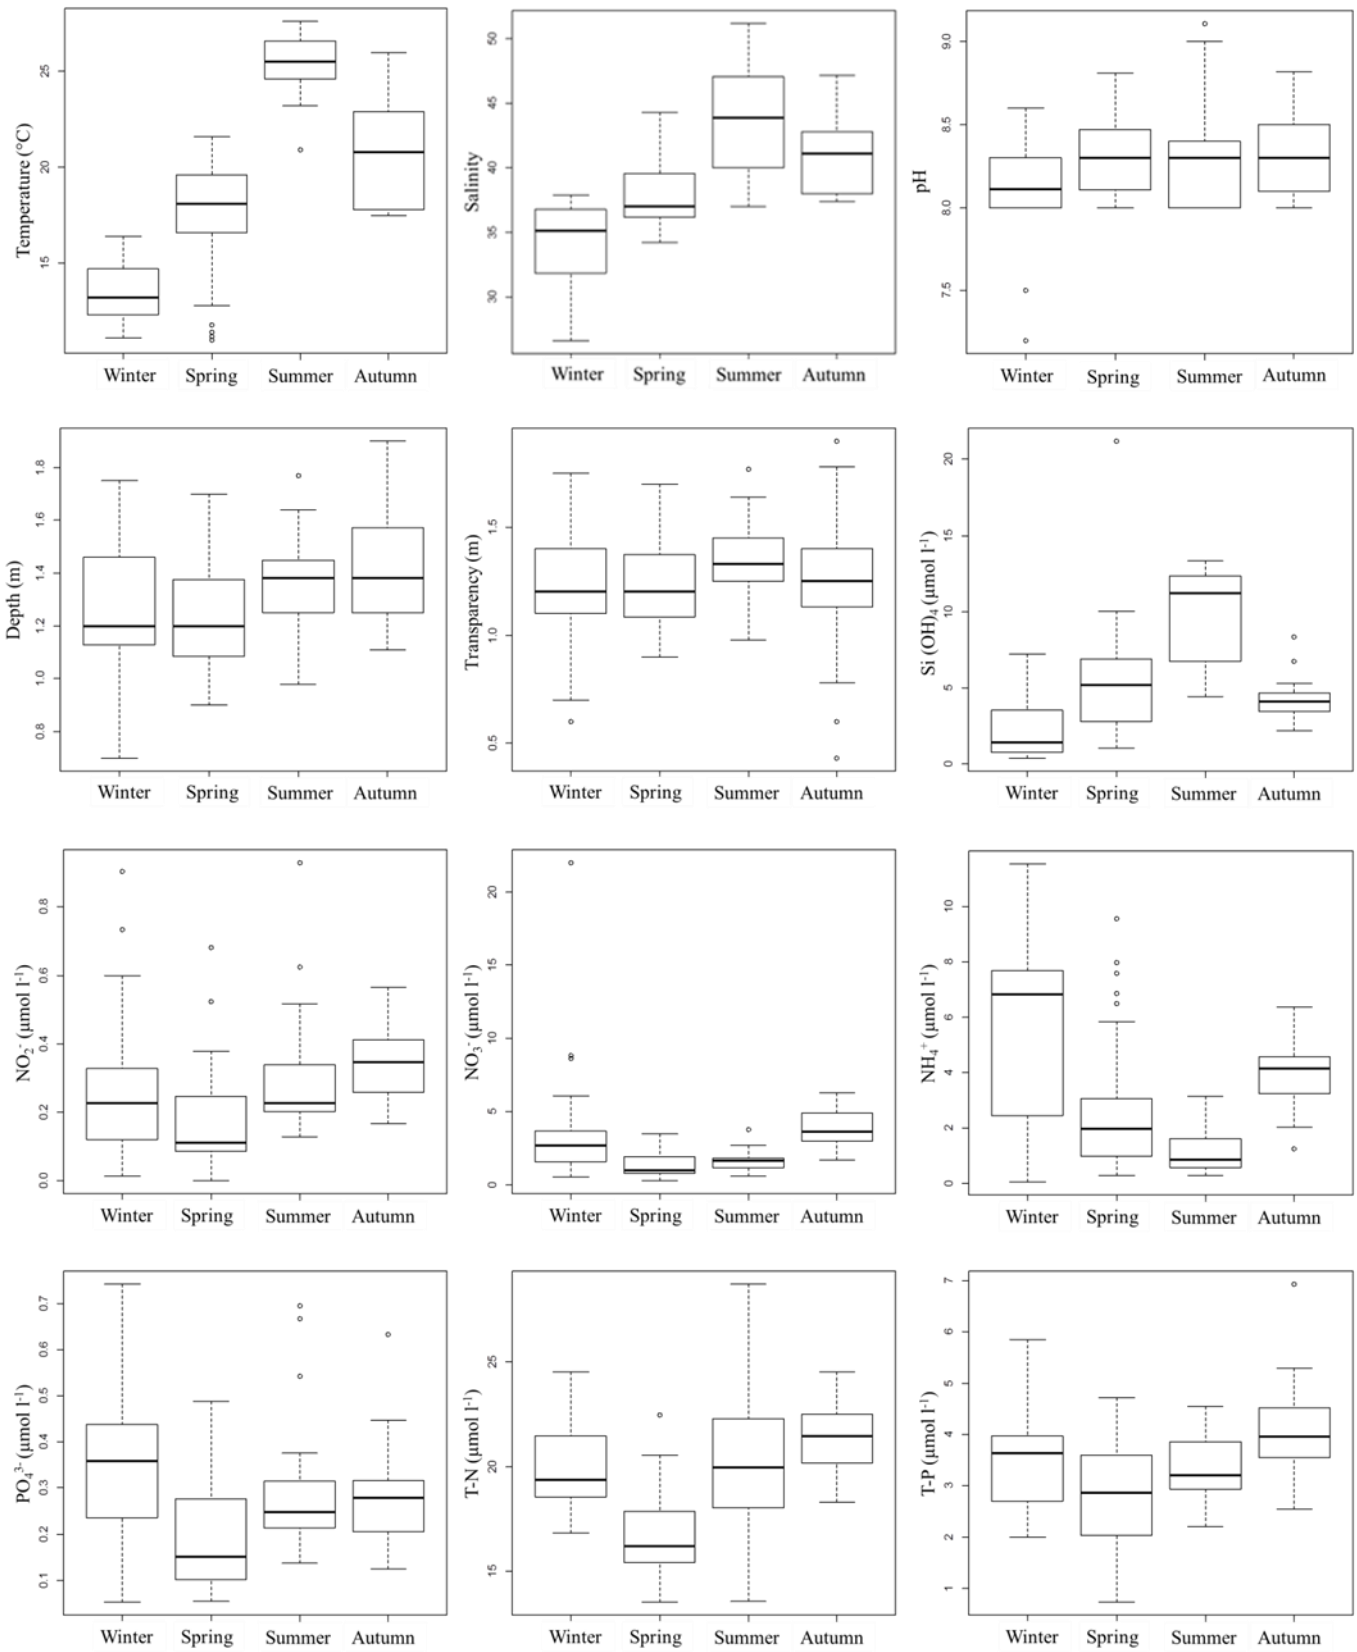 Temperature (°C)
25
20
15
Winter Spring Summer Autumn
Salinity
50
45
40
35
30
Winter Spring Summer Autumn
pH
9.0
8.5
8.0
7.5
Winter Spring Summer Autumn
Depth (m)
1.8
1.6
1.4
1.2
1.0
0.8
Winter Spring Summer Autumn
Transparency (m)
1.5
1.0
0.5
Winter Spring Summer Autumn
Si (OH)₄ (µmol l⁻¹)
20
15
10
5
0
Winter Spring Summer Autumn
NO₂⁻ (µmol l⁻¹)
0.8
0.6
0.4
0.2
0.0
Winter Spring Summer Autumn
NO₃⁻ (µmol l⁻¹)
20
15
10
5
0
Winter Spring Summer Autumn
NH₄⁺ (µmol l⁻¹)
10
8
6
4
2
0
Winter Spring Summer Autumn
PO₄³⁻ (µmol l⁻¹)
0.7
0.6
0.5
0.4
0.3
0.2
0.1
Winter Spring Summer Autumn
T-N (µmol l⁻¹)
25
20
15
Winter Spring Summer Autumn
T-P (µmol l⁻¹)
7
6
5
4
3
2
1
Winter Spring Summer Autumn